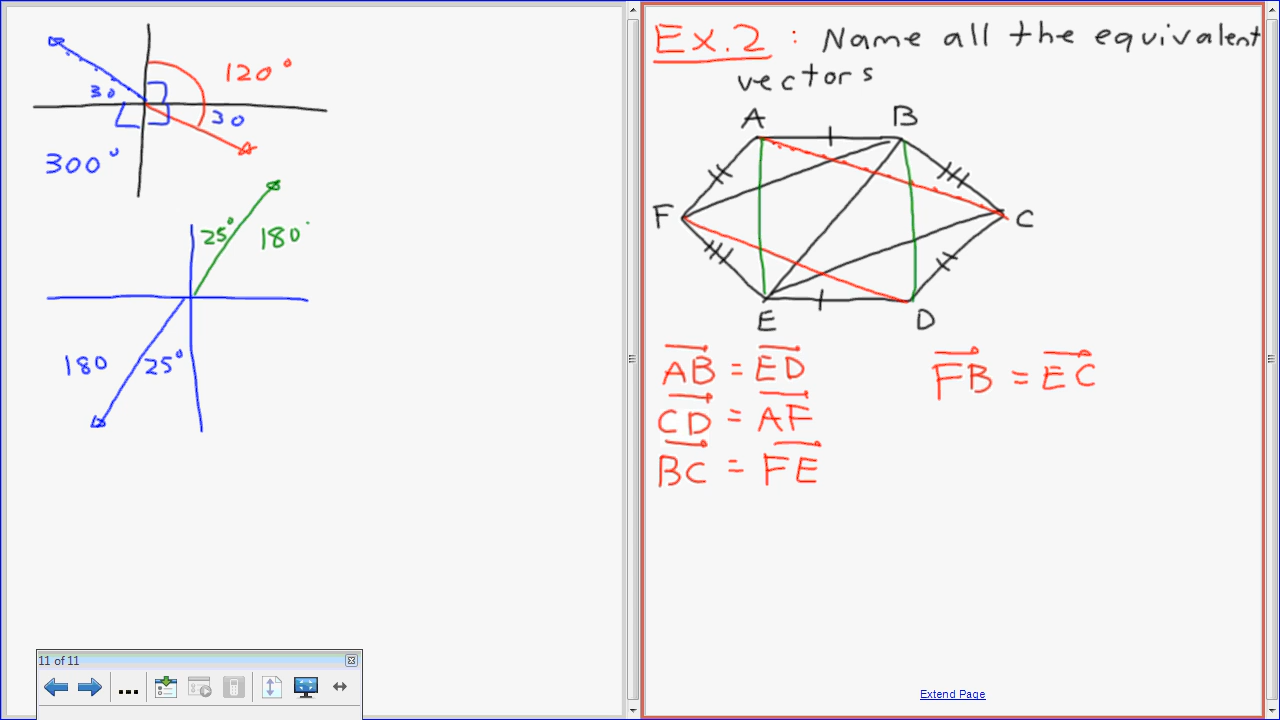 120°
30
30
300°
25° 180°
180 25°
11 of 11
Ex.2 : Name all the equivalent
vectors
A B
F C
E D
AB = ED
FB = EC
CD = AF
BC = FE
Extend Page